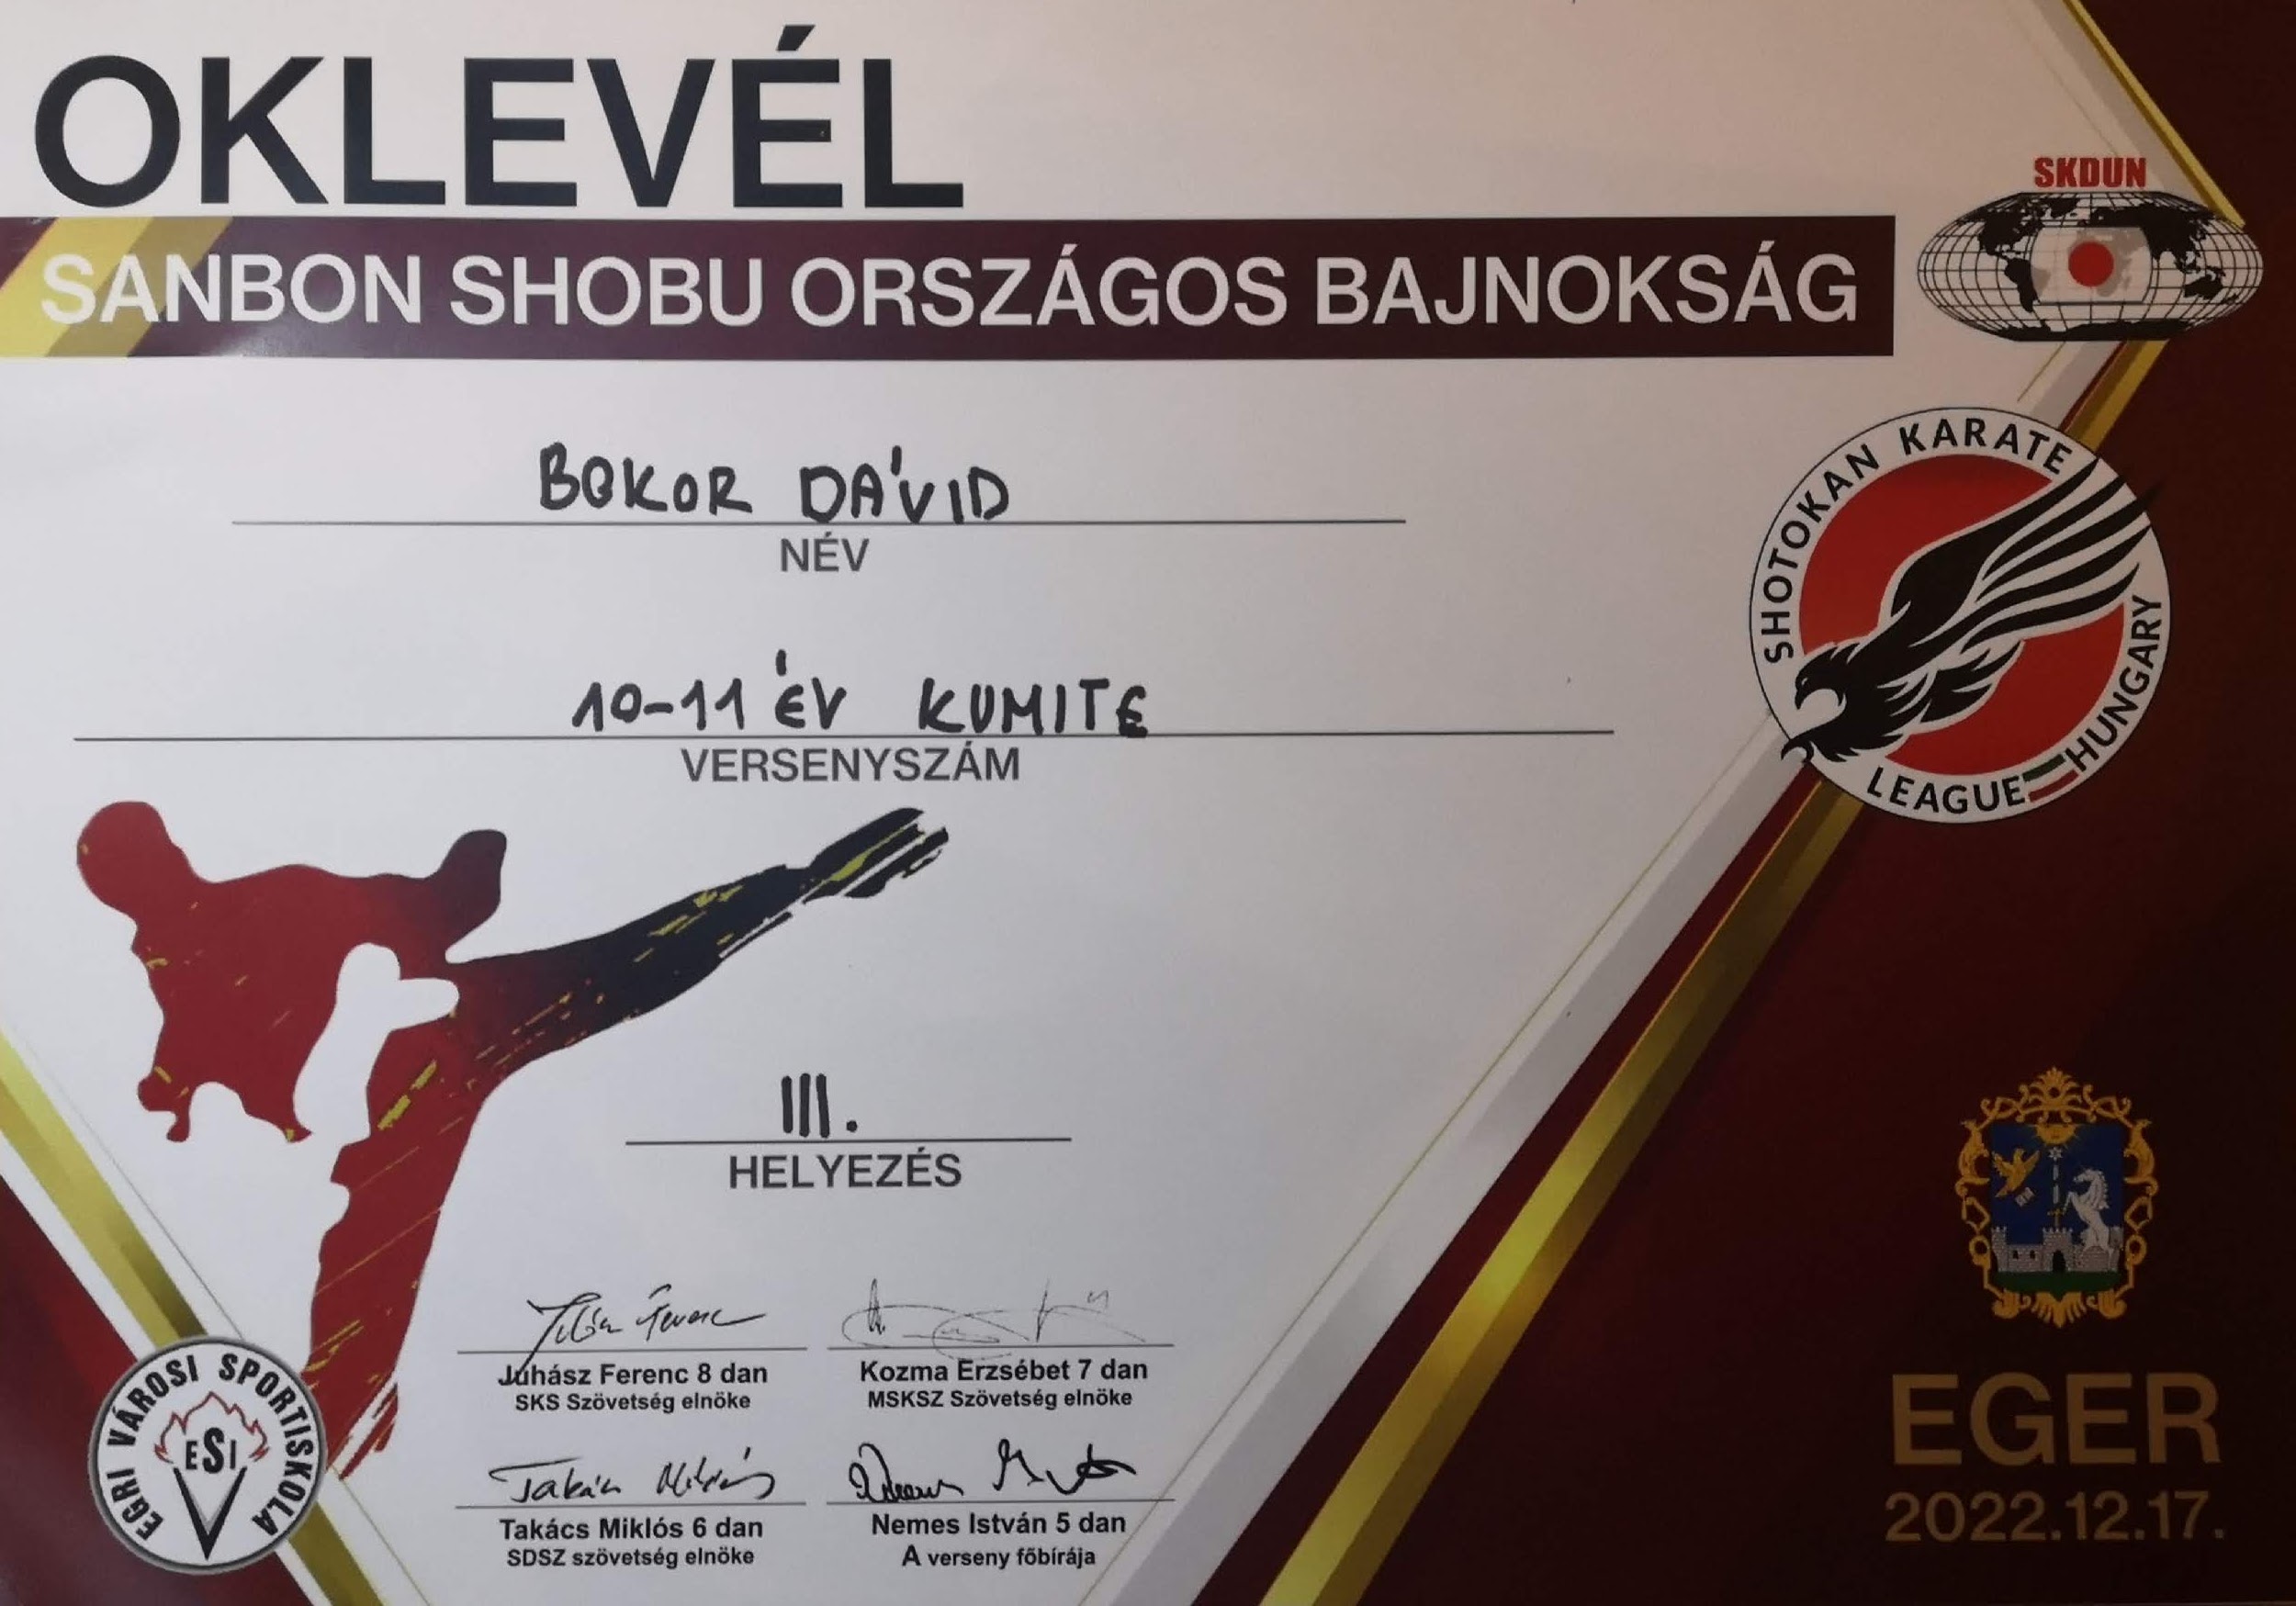 OKLEVÉL
SANBON SHOBU ORSZÁGOS BAJNOKSÁG
SKDUN
SHOTOKAN KARATE
LEAGUE HUNGARY
BOKOR DÁVID
NÉV
10-11 ÉV KUMITE
VERSENYSZÁM
III.
HELYEZÉS
Juhász Ferenc 8 dan
SKS Szövetség elnöke
Kozma Erzsébet 7 dan
MSKSZ Szövetség elnöke
Takács Miklós
Takács Miklós 6 dan
SDSZ szövetség elnöke
Nemes István 5 dan
A verseny főbírája
EGRI VÁROSI SPORTISKOLA
ESI
EGER
2022.12.17.